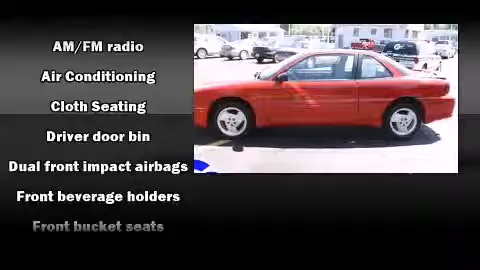 AM/FM radio
Air Conditioning
Cloth Seating
Driver door bin
Dual front impact airbags
Front beverage holders
Front bucket seats